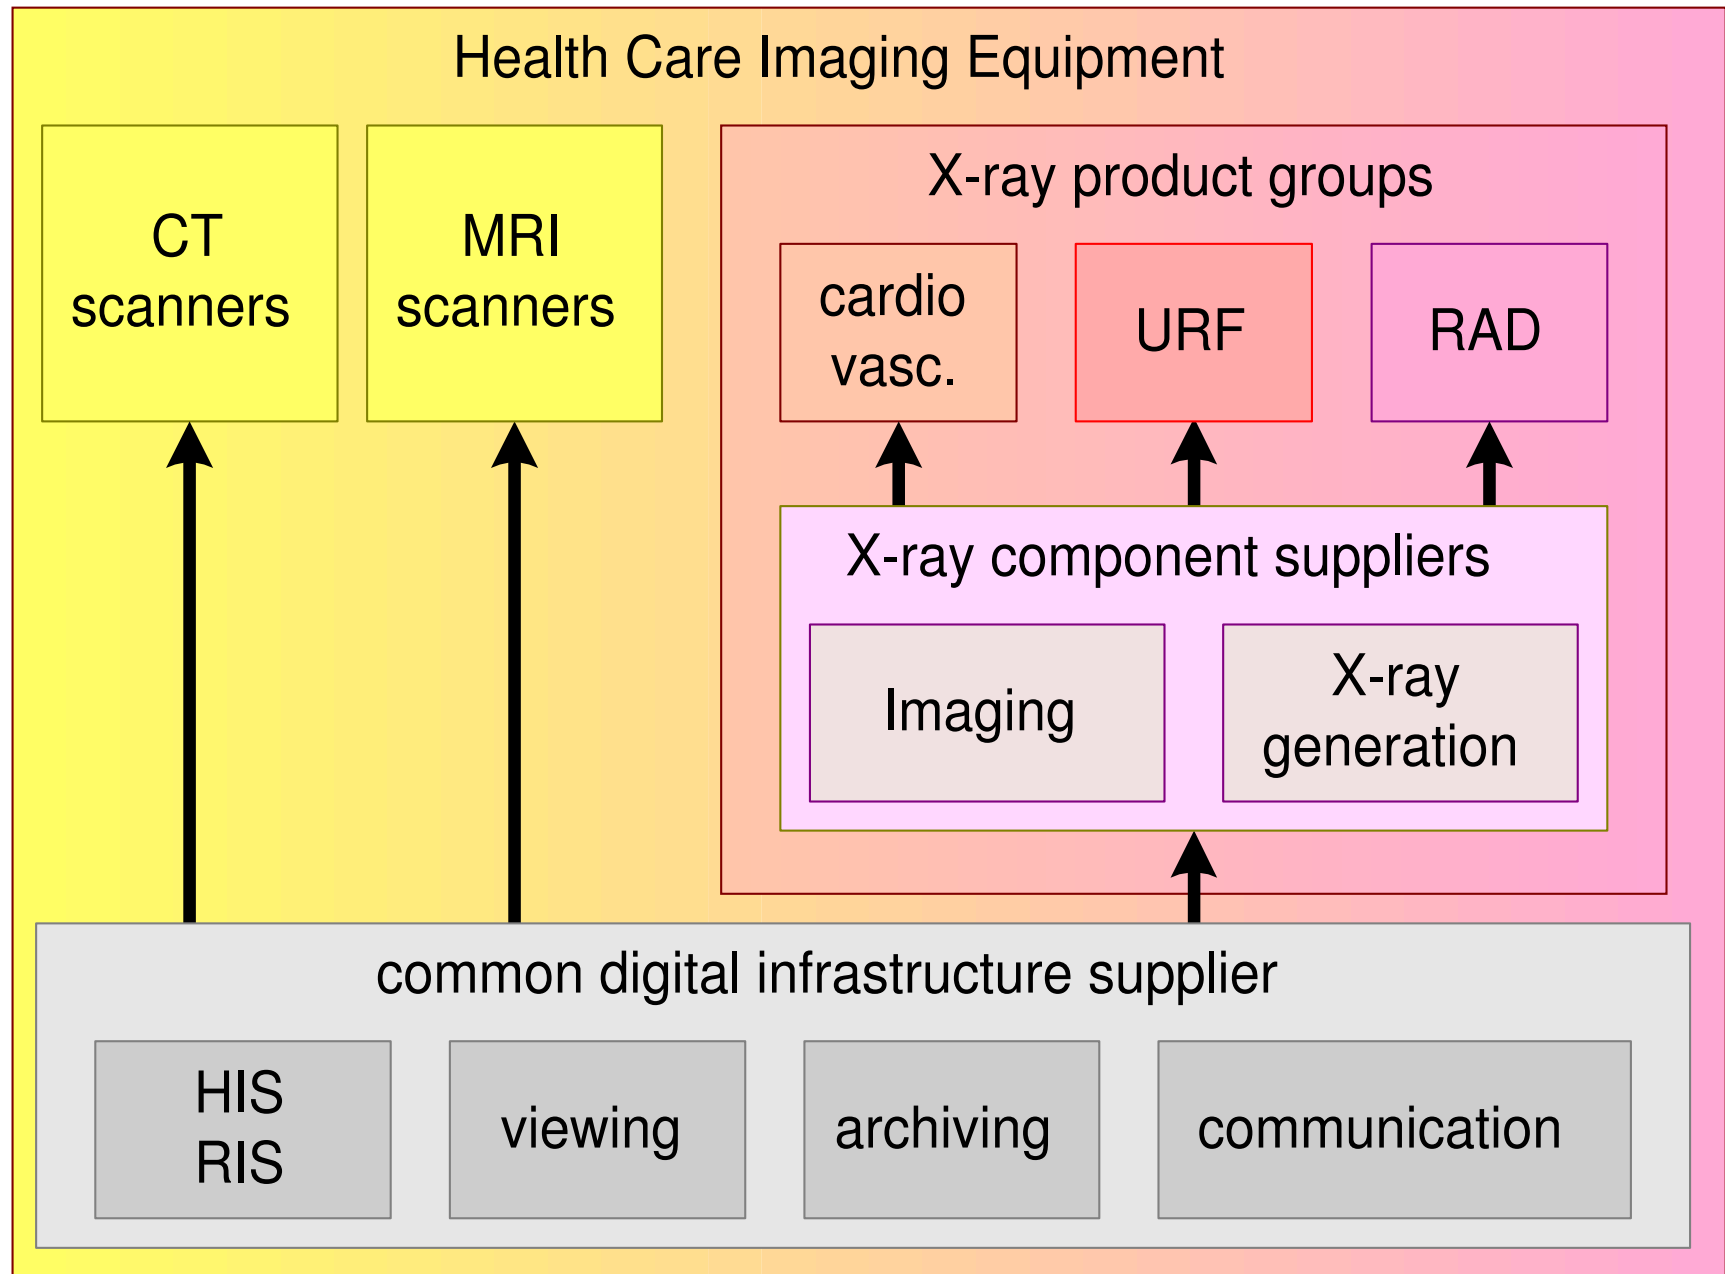 Health Care Imaging Equipment
CT
scanners
MRI
scanners
X-ray product groups
cardio
vasc.
URF
RAD
X-ray component suppliers
Imaging
X-ray
generation
common digital infrastructure supplier
HIS
RIS
viewing
archiving
communication